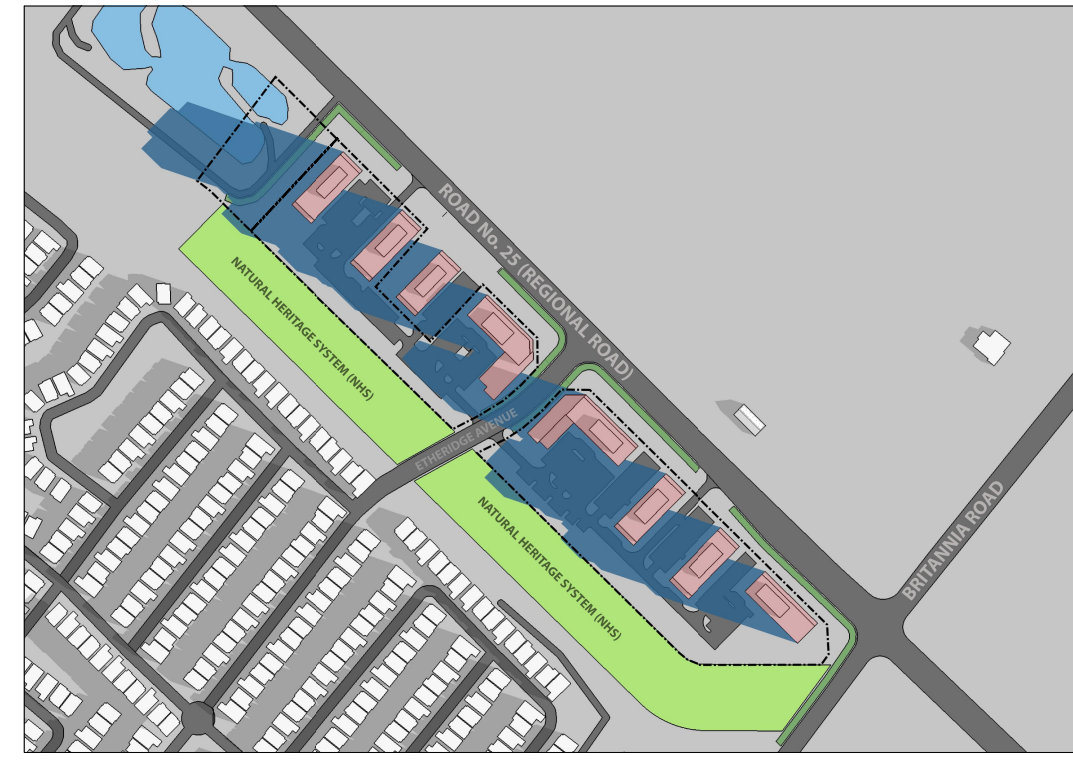 ROAD No. 25 (REGIONAL ROAD)
NATURAL HERITAGE SYSTEM (NHS)
ETHERIDGE AVENUE
NATURAL HERITAGE SYSTEM (NHS)
BRITANNIA ROAD